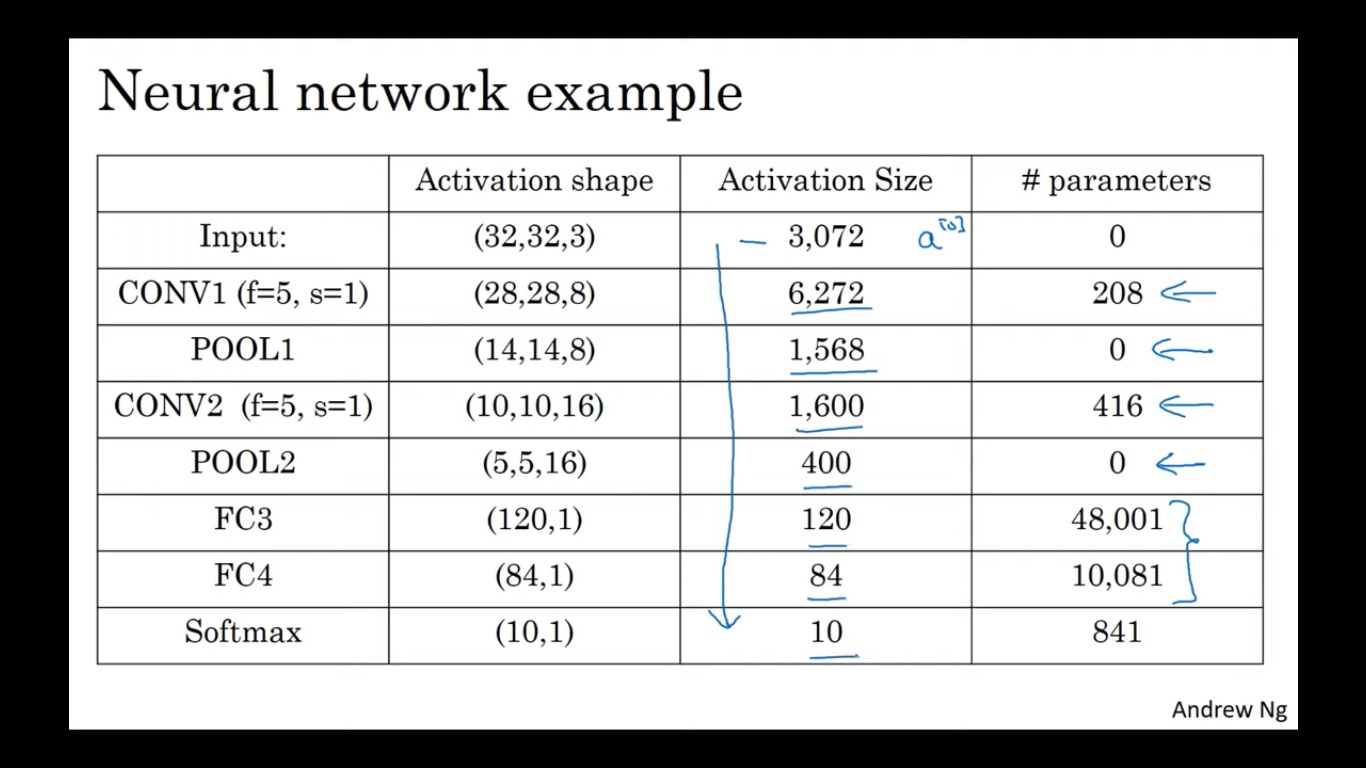 Neural network example
Activation shape Activation Size # parameters
Input: (32,32,3) 3,072 a[0] 0
CONV1 (f=5, s=1) (28,28,8) 6,272 208
POOL1 (14,14,8) 1,568 0
CONV2 (f=5, s=1) (10,10,16) 1,600 416
POOL2 (5,5,16) 400 0
FC3 (120,1) 120 48,001
FC4 (84,1) 84 10,081
Softmax (10,1) 10 841
Andrew Ng